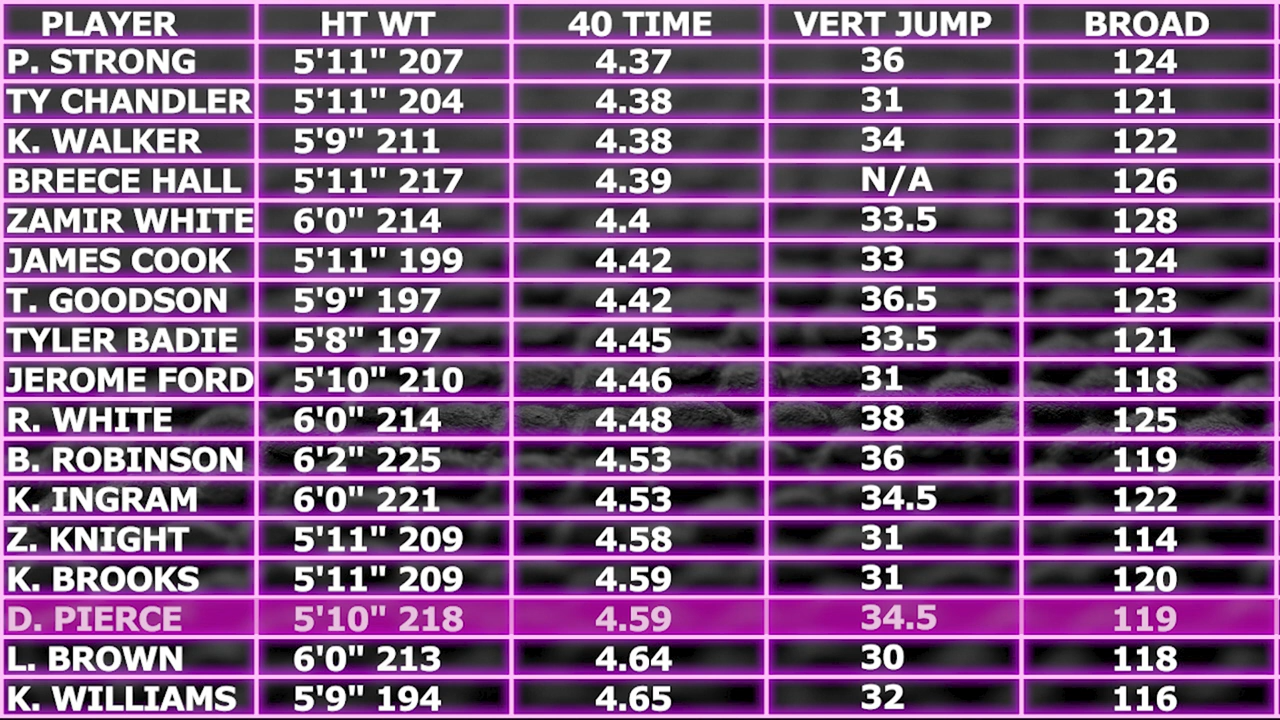 PLAYER HT WT 40 TIME VERT JUMP BROAD
P. STRONG 5'11" 207 4.37 36 124
TY CHANDLER 5'11" 204 4.38 31 121
K. WALKER 5'9" 211 4.38 34 122
BREECE HALL 5'11" 217 4.39 N/A 126
ZAMIR WHITE 6'0" 214 4.4 33.5 128
JAMES COOK 5'11" 199 4.42 33 124
T. GOODSON 5'9" 197 4.42 36.5 123
TYLER BADIE 5'8" 197 4.45 33.5 121
JEROME FORD 5'10" 210 4.46 31 118
R. WHITE 6'0" 214 4.48 38 125
B. ROBINSON 6'2" 225 4.53 36 119
K. INGRAM 6'0" 221 4.53 34.5 122
Z. KNIGHT 5'11" 209 4.58 31 114
K. BROOKS 5'11" 209 4.59 31 120
D. PIERCE 5'10" 218 4.59 34.5 119
L. BROWN 6'0" 213 4.64 30 118
K. WILLIAMS 5'9" 194 4.65 32 116